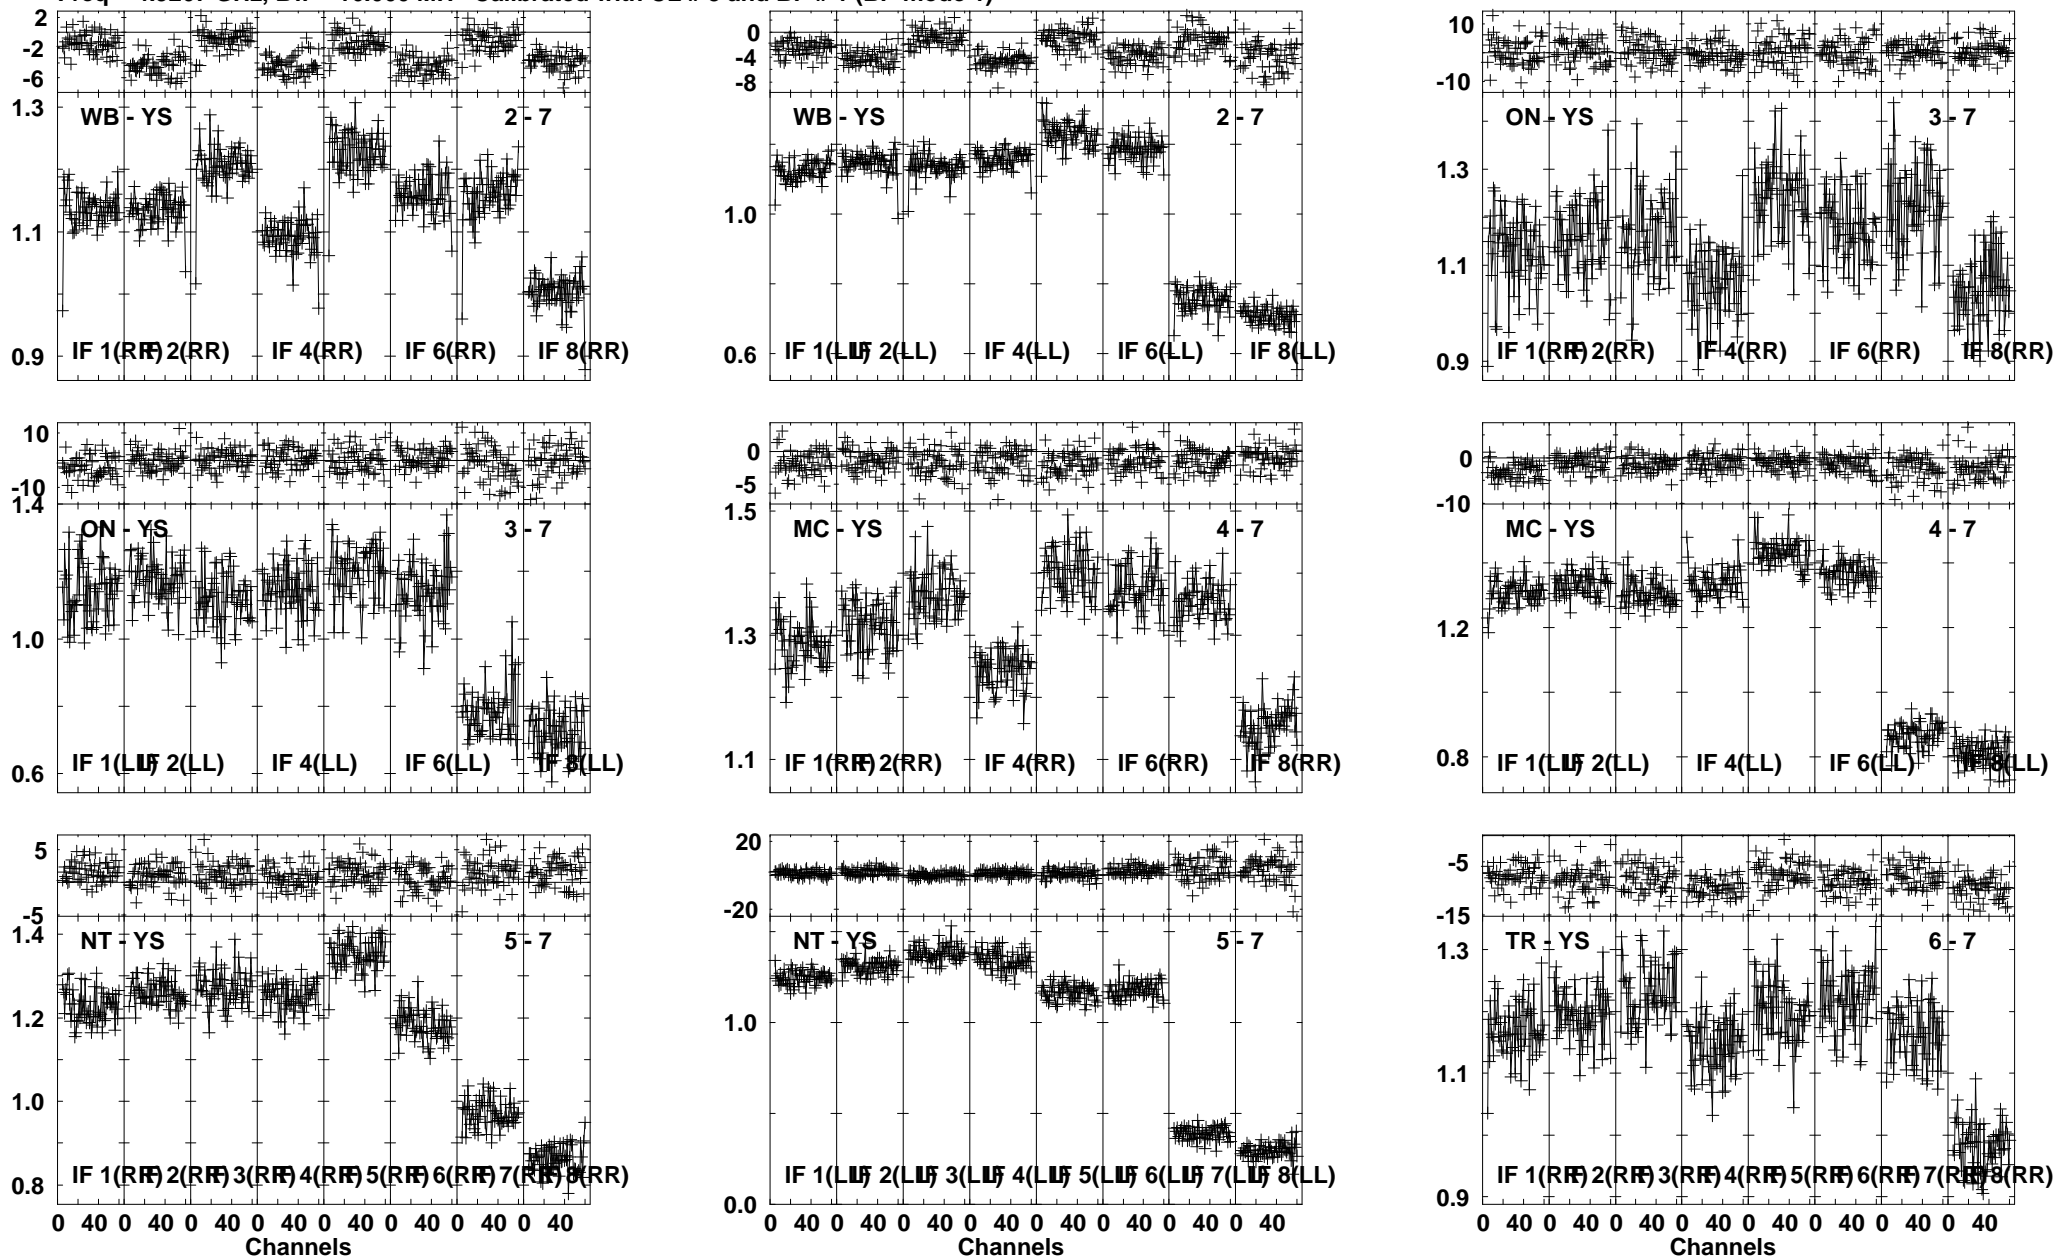 2
-2
-6
1.3
1.1
0.9
WB - YS 2 - 7
IF 1(RR) IF 2(RR) IF 4(RR) IF 6(RR) IF 8(RR)
0
-4
-8
1.0
0.6
WB - YS 2 - 7
IF 1(LL) IF 2(LL) IF 4(LL) IF 6(LL) IF 8(LL)
10
-10
1.3
1.1
0.9
ON - YS 3 - 7
IF 1(RR) IF 2(RR) IF 4(RR) IF 6(RR) IF 8(RR)
10
-10
1.4
1.0
0.6
ON - YS 3 - 7
IF 1(LL) IF 2(LL) IF 4(LL) IF 6(LL) IF 8(LL)
0
-5
1.5
1.3
1.1
MC - YS 4 - 7
IF 1(RR) IF 2(RR) IF 4(RR) IF 6(RR) IF 8(RR)
0
-10
1.2
0.8
MC - YS 4 - 7
IF 1(LL) IF 2(LL) IF 4(LL) IF 6(LL) IF 8(LL)
5
-5
1.4
1.2
1.0
0.8
NT - YS 5 - 7
IF 1(RR) IF 2(RR) IF 3(RR) IF 4(RR) IF 5(RR) IF 6(RR) IF 7(RR) IF 8(RR)
0 40 0 40 0 40 0 40 0 40 0 40 0 40 0 40
Channels
20
-20
1.0
0.0
NT - YS 5 - 7
IF 1(LL) IF 2(LL) IF 3(LL) IF 4(LL) IF 5(LL) IF 6(LL) IF 7(LL) IF 8(LL)
0 40 0 40 0 40 0 40 0 40 0 40 0 40 0 40
Channels
-5
-15
1.3
1.1
0.9
TR - YS 6 - 7
IF 1(RR) IF 2(RR) IF 3(RR) IF 4(RR) IF 5(RR) IF 6(RR) IF 7(RR) IF 8(RR)
0 40 0 40 0 40 0 40 0 40 0 40 0 40 0 40
Channels